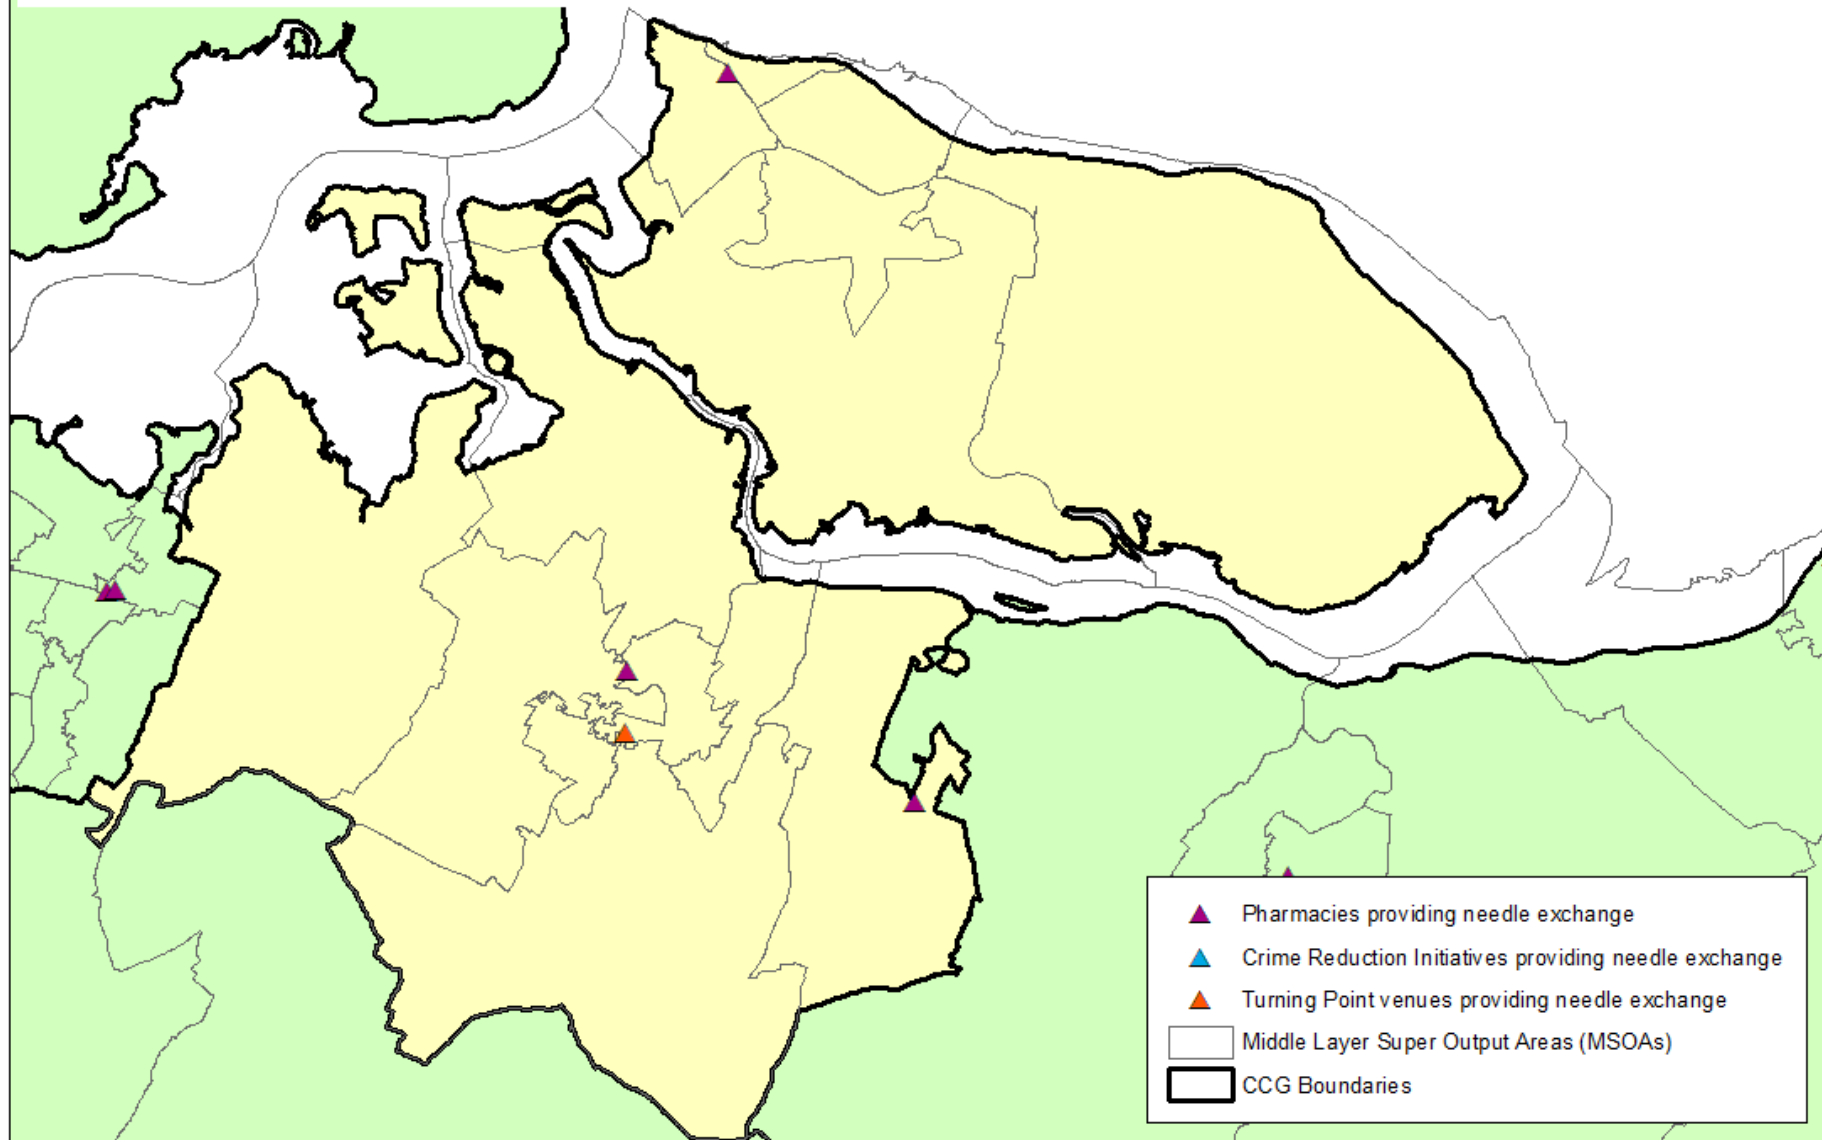 Pharmacies providing needle exchange
Crime Reduction Initiatives providing needle exchange
Turning Point venues providing needle exchange
Middle Layer Super Output Areas (MSOAs)
CCG Boundaries